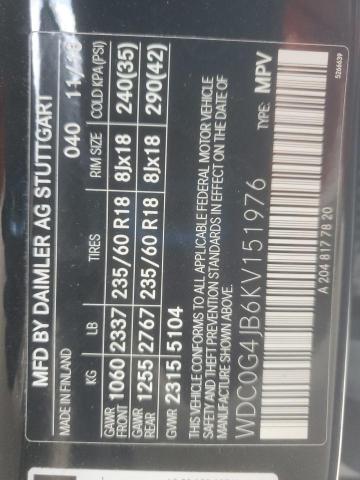 MFD BY DAIMLER AG STUTTGART
MADE IN FINLAND 040 11/18
KG LB TIRES RIM SIZE COLD KPA(PSI)
GAWR FRONT 1060 2337 235/60 R18 8Jx18 240(35)
GAWR REAR 1255 2767 235/60 R18 8Jx18 290(42)
GVWR 2315 5104
VEHICLE CONFORMS TO ALL APPLICABLE FEDERAL MOTOR VEHICLE
SAFETY AND THEFT PREVENTION STANDARDS IN EFFECT ON THE DATE OF
MANUFACTURE SHOWN ABOVE.
WDC0G4JB6KV151976 TYPE: MPV
A 204 817 78 20
5266639